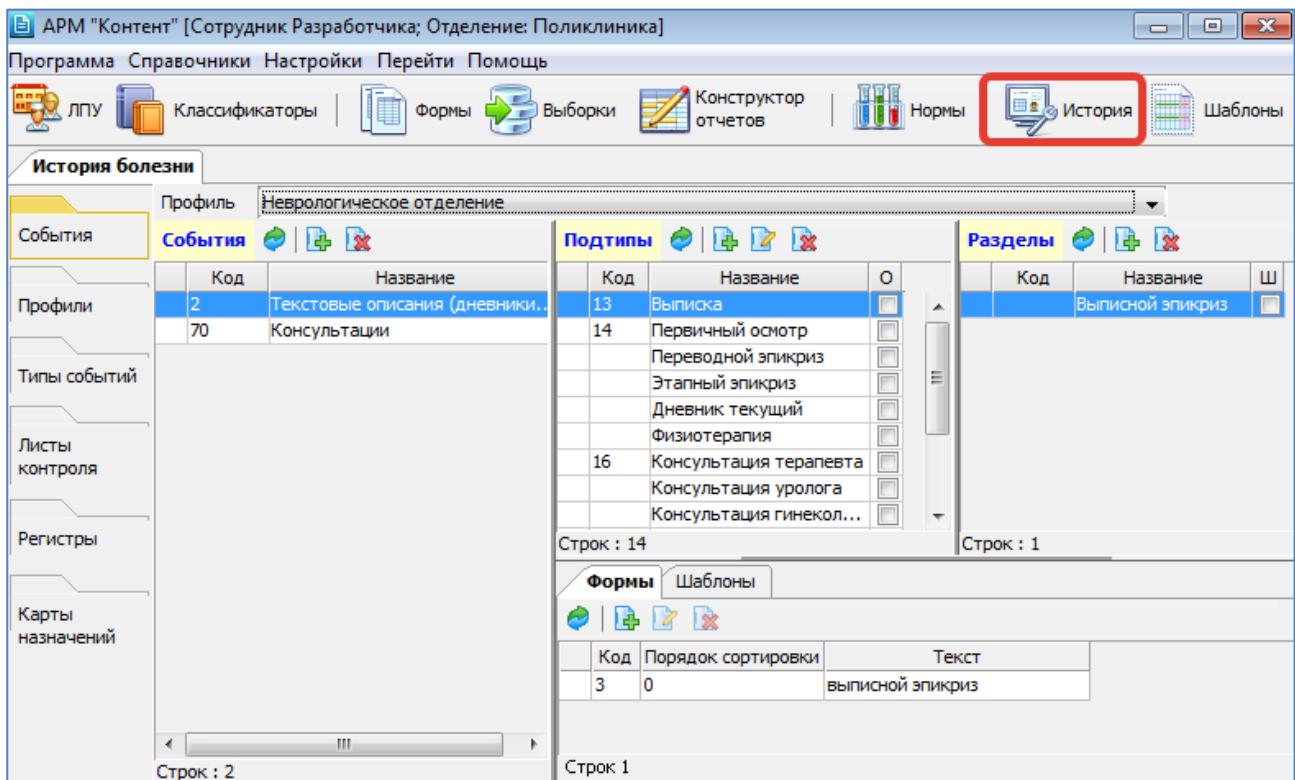 АРМ "Контент" [Сотрудник Разработчика; Отделение: Поликлиника]
Программа Справочники Настройки Перейти Помощь
ЛПУ Классификаторы Формы Выборки Конструктор отчетов Нормы История Шаблоны
История болезни
События
Профили
Типы событий
Листы
контроля
Регистры
Карты
назначений
Профиль Неврологическое отделение
События
Код Название
2 Текстовые описания (дневники...
70 Консультации
Строк : 2
Подтипы
Код Название О
13 Выписка
14 Первичный осмотр
Переводной эпикриз
Этапный эпикриз
Дневник текущий
Физиотерапия
16 Консультация терапевта
Консультация уролога
Консультация гинекол...
Строк : 14
Разделы
Код Название Ш
Выписной эпикриз
Строк : 1
Формы Шаблоны
Код Порядок сортировки Текст
3 0 выписной эпикриз
Строк 1